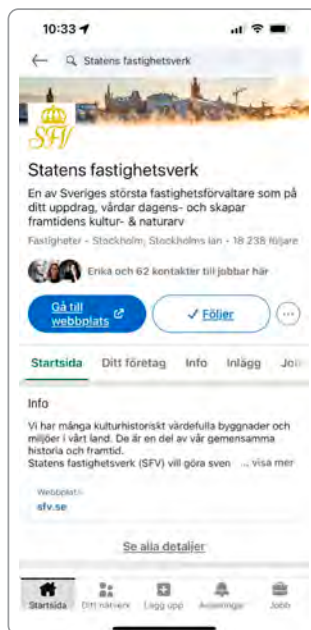 10:33
Statens fastighetsverk
SFV
Statens fastighetsverk
En av Sveriges största fastighetsförvaltare som på
ditt uppdrag, vårdar dagens- och skapar
framtidens kultur- & naturarv
Fastigheter - Stockholm, Stockholms län - 18 238 följare
Erika och 62 kontakter till jobbar här
Gå till
webbplats
Följer
Startsida Ditt företag Info Inlägg
Info
Vi har många kulturhistoriskt värdefulla byggnader och
miljöer i vårt land. De är en del av vår gemensamma
historia och framtid.
Statens fastighetsverk (SFV) vill göra sven ... visa mer
Webbplats
sfv.se
Se alla detaljer
Startsida Ditt nätverk Lägg upp Aviseringar Jobb